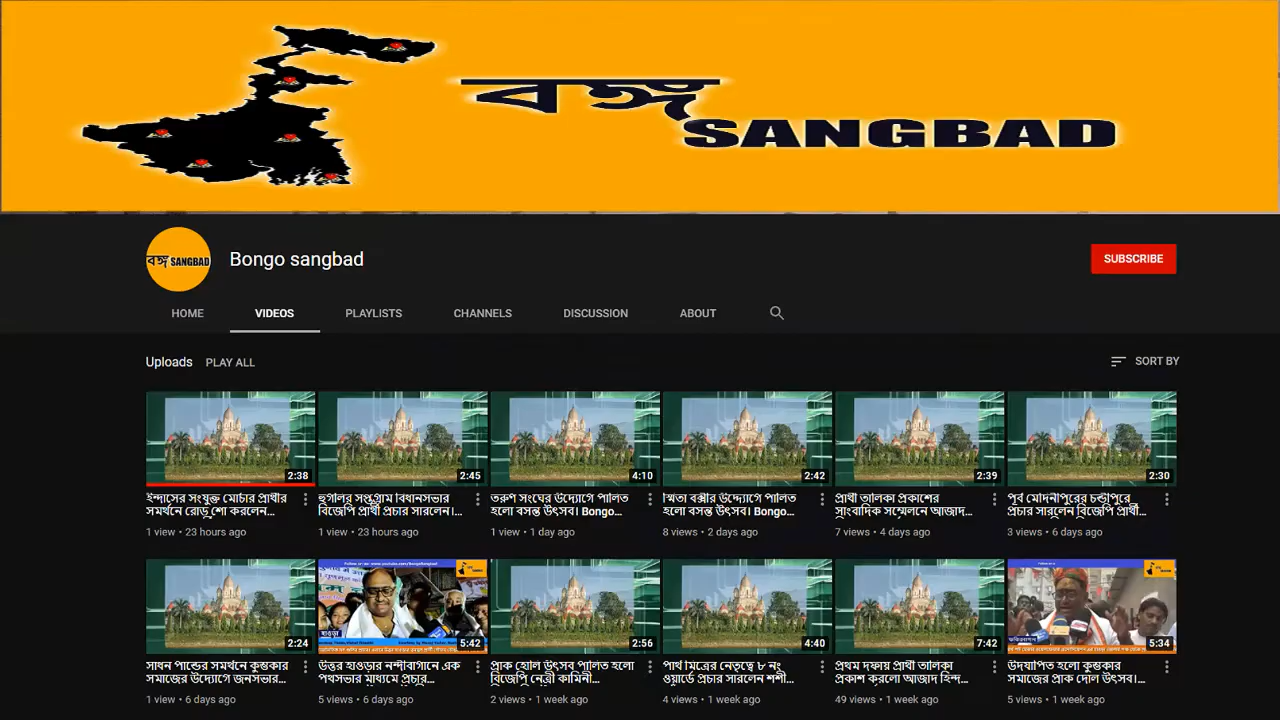 বঙ্গ
SANGBAD
বঙ্গ SANGBAD
Bongo sangbad
SUBSCRIBE
HOME VIDEOS PLAYLISTS CHANNELS DISCUSSION ABOUT
Uploads PLAY ALL SORT BY
2:38 2:45 4:10 2:42 2:39 2:30
ইন্দাসের সংযুক্ত মোর্চার প্রার্থীর
সমর্থনে রোড শো করলেন...
হুগলির সপ্তগ্রাম বিধানসভার
বিজেপি প্রার্থী প্রচার সারলেন।...
তরুণ সংঘের উদ্যোগে পালিত
হলো বসন্ত উৎসব। Bongo...
স্মিতা বক্সীর উদ্দ্যোগে পালিত
হলো বসন্ত উৎসব। Bongo...
প্রার্থী তালিকা প্রকাশের
সাংবাদিক সম্মেলনে আজাদ...
পূর্ব মেদিনীপুরের চন্ডীপুরে
প্রচার সারলেন বিজেপি প্রার্থী...
1 view • 23 hours ago
1 view • 23 hours ago
1 view • 1 day ago
8 views • 2 days ago
7 views • 4 days ago
3 views • 6 days ago
হাওড়া
2:24 5:42 2:56 4:40 7:42 5:34
সাধন পান্ডের সমর্থনে কুম্ভকার
সমাজের উদ্যোগে জনসভার...
উত্তর হাওড়ার নন্দীবাগানে এক
পথসভার মাধ্যমে প্রচার...
প্রাক হোলি উৎসব পালিত হলো
বিজেপি নেত্রী কামিনী...
পার্থ মিত্রের নেতৃত্বে ৮ নং
ওয়ার্ডে প্রচার সারলেন শশী...
প্রথম দফায় প্রার্থী তালিকা
প্রকাশ করলো আজাদ হিন্দ...
উদযাপিত হলো কুম্ভকার
সমাজের প্রাক দোল উৎসব।...
1 view • 6 days ago
5 views • 6 days ago
2 views • 1 week ago
4 views • 1 week ago
49 views • 1 week ago
5 views • 1 week ago